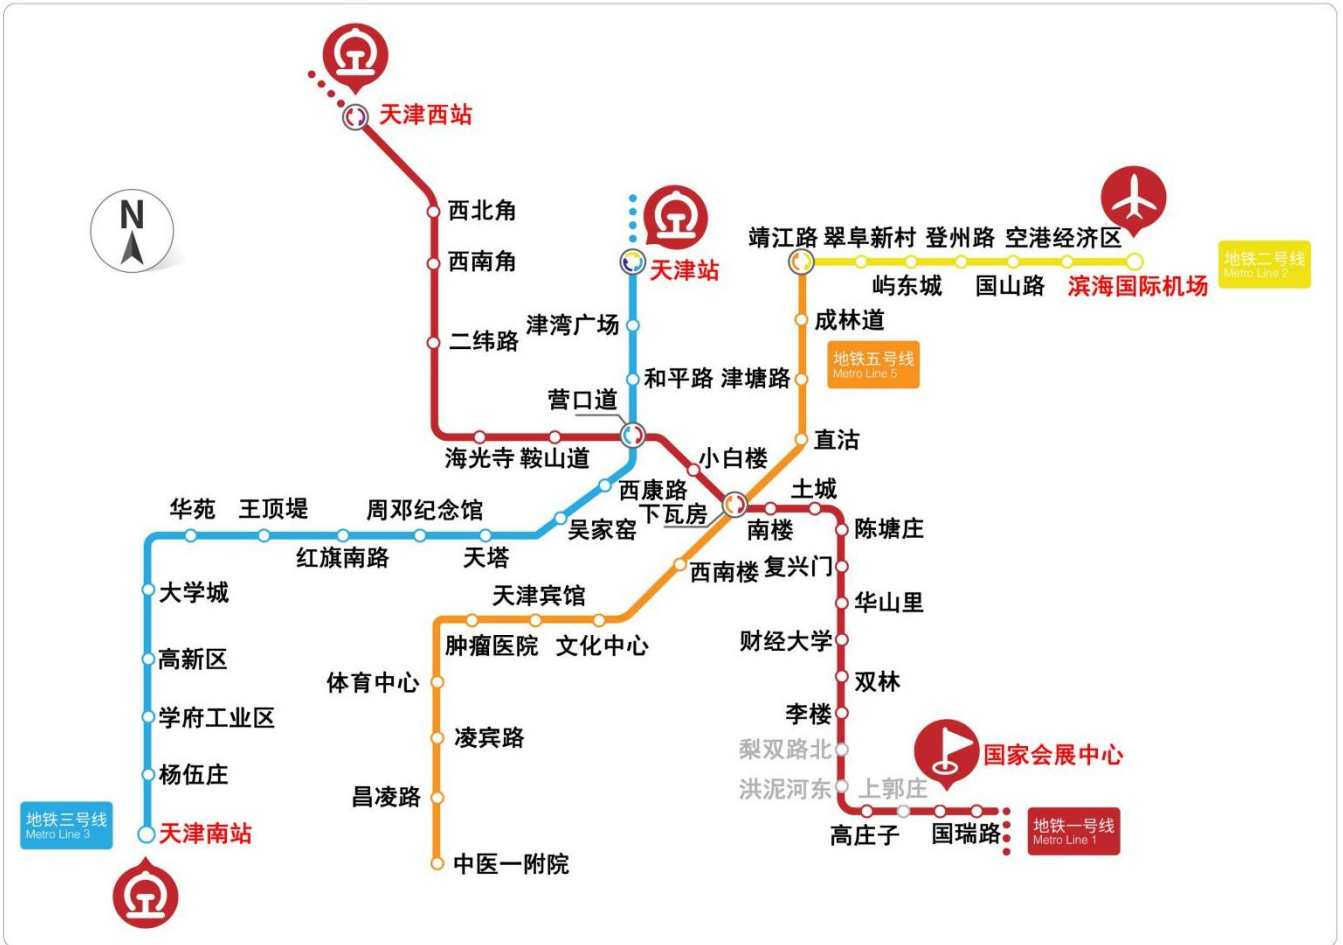 天津西站
N
西北角
西南角
二纬路
海光寺
鞍山道
营口道
天津站
津湾广场
和平路
津塘路
靖江路
翠阜新村
登州路
空港经济区
屿东城
国山路
滨海国际机场
地铁二号线
Metro Line 2
成林道
地铁五号线
Metro Line 5
直沽
小白楼
西康路
下瓦房
吴家窑
南楼
土城
陈塘庄
复兴门
华山里
财经大学
双林
李楼
梨双路北
洪泥河东
上郭庄
高庄子
国瑞路
国家会展中心
地铁一号线
Metro Line 1
西南楼
天津宾馆
肿瘤医院
文化中心
体育中心
凌宾路
昌凌路
中医一附院
华苑
王顶堤
周邓纪念馆
红旗南路
天塔
大学城
高新区
学府工业区
杨伍庄
地铁三号线
Metro Line 3
天津南站